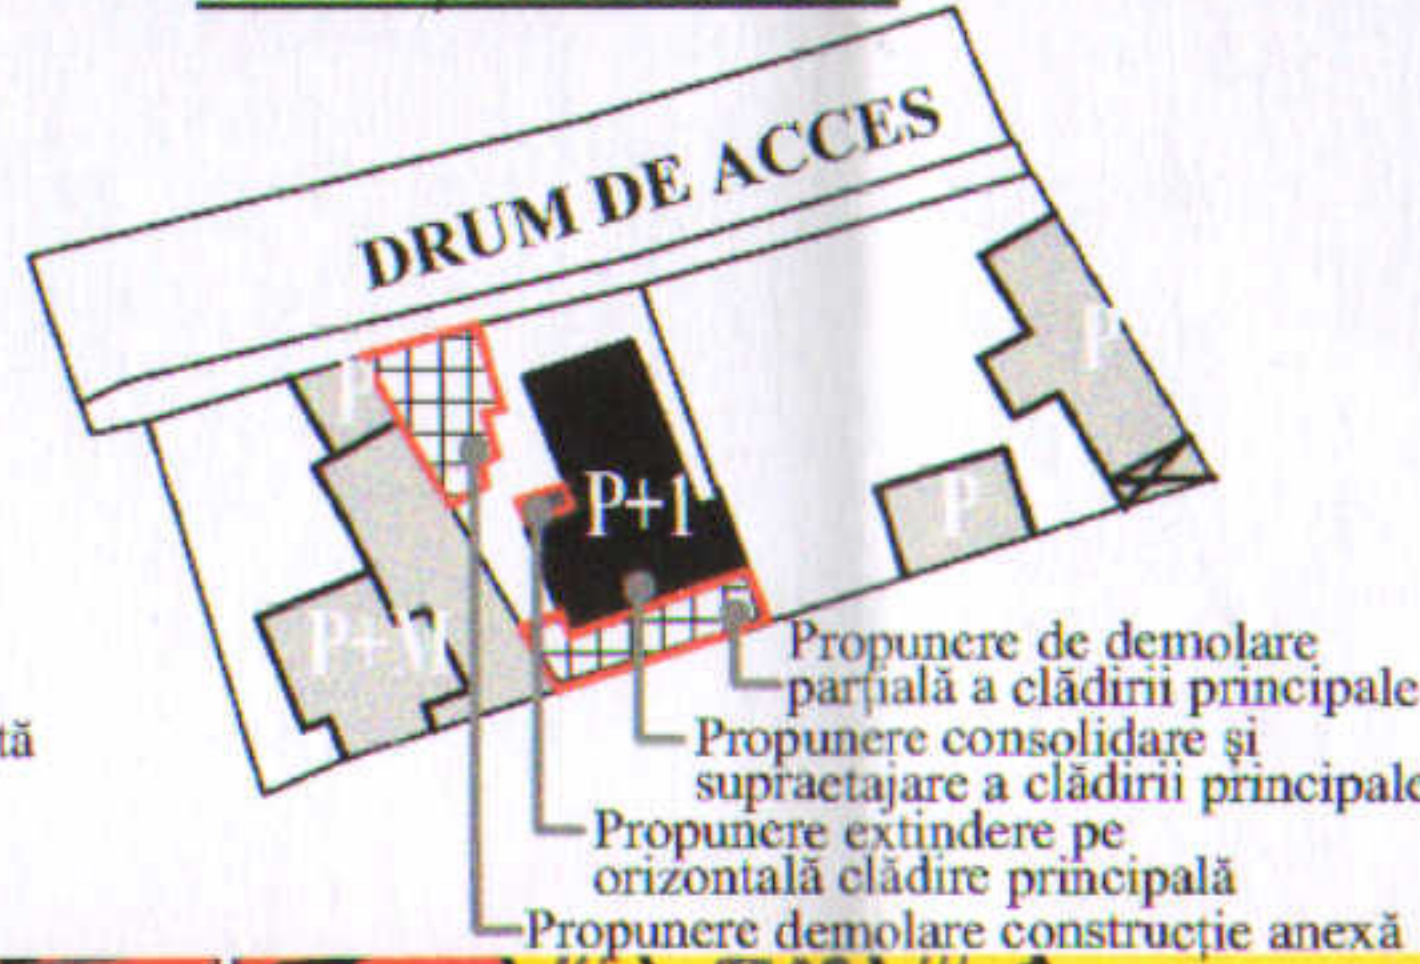 DRUM DE ACCES
P
P
P+1
P
P+M
tă
Propunere de demolare
parțială a clădirii principale
Propunere consolidare și
supraetajare a clădirii principale
Propunere extindere pe
orizontală clădire principală
Propunere demolare construcție anexă